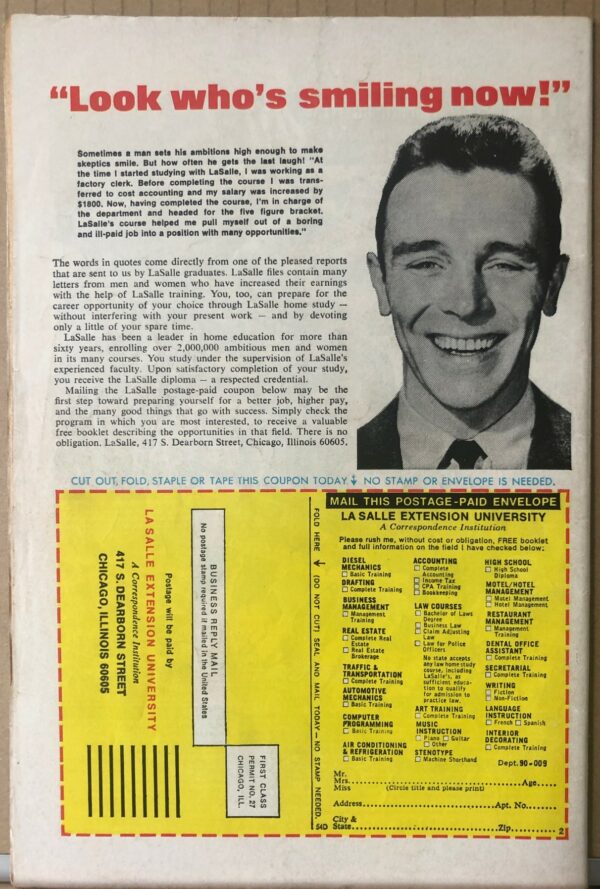 “Look who’s smiling now!”
Sometimes a man sets his ambitions high enough to make
skeptics smile. But how often he gets the last laugh! “At
the time I started studying with LaSalle, I was working as a
factory clerk. Before completing the course I was trans-
ferred to cost accounting and my salary was increased by
$1800. Now, having completed the course, I’m in charge of
the department and headed for the five figure bracket.
LaSalle’s course helped me pull myself out of a boring
and ill-paid job into a position with many opportunities.”
The words in quotes come directly from one of the pleased reports
that are sent to us by LaSalle graduates. LaSalle files contain many
letters from men and women who have increased their earnings
with the help of LaSalle training. You, too, can prepare for the
career opportunity of your choice through LaSalle home study —
without interfering with your present work — and by devoting
only a little of your spare time.
LaSalle has been a leader in home education for more than
sixty years, enrolling over 2,000,000 ambitious men and women
in its many courses. You study under the supervision of LaSalle’s
experienced faculty. Upon satisfactory completion of your study,
you receive the LaSalle diploma — a respected credential.
Mailing the LaSalle postage-paid coupon below may be the
first step toward preparing yourself for a better job, higher pay,
and the many good things that go with success. Simply check the
program in which you are most interested, to receive a valuable
free booklet describing the opportunities in that field. There is no
obligation. LaSalle, 417 S. Dearborn Street, Chicago, Illinois 60605.
CUT OUT, FOLD, STAPLE OR TAPE THIS COUPON TODAY ↓ NO STAMP OR ENVELOPE IS NEEDED.
FIRST CLASS
PERMIT NO. 27
CHICAGO, ILL.
BUSINESS REPLY MAIL
No postage stamp required if mailed in the United States
Postage will be paid by
LA SALLE EXTENSION UNIVERSITY
A Correspondence Institution
417 S. DEARBORN STREET
CHICAGO, ILLINOIS 60605
FOLD HERE ↓ (DO NOT CUT) SEAL AND MAIL TODAY—NO STAMP NEEDED.
54D
MAIL THIS POSTAGE-PAID ENVELOPE
LA SALLE EXTENSION UNIVERSITY
A Correspondence Institution
Please rush me, without cost or obligation, FREE booklet
and full information on the field I have checked below:
DIESEL
MECHANICS
Basic Training
DRAFTING
Complete Training
BUSINESS
MANAGEMENT
Management
Training
REAL ESTATE
Complete Real
Estate
Real Estate
Brokerage
TRAFFIC &
TRANSPORTATION
Complete Training
AUTOMOTIVE
MECHANICS
Basic Training
COMPUTER
PROGRAMMING
Basic Training
AIR CONDITIONING
& REFRIGERATION
Basic Training
ACCOUNTING
Complete
Accounting
Income Tax
CPA Training
Bookkeeping
LAW COURSES
Bachelor of Laws
Degree
Business Law
Claim Adjusting
Law
Law for Police
Officers
No state accepts
any law home study
course, including
LaSalle’s, as
sufficient educa-
tion to qualify
for admission to
practice law.
ART TRAINING
Complete Training
MUSIC
INSTRUCTION
Piano Guitar
Other
STENOTYPE
Machine Shorthand
HIGH SCHOOL
High School
Diploma
MOTEL/HOTEL
MANAGEMENT
Motel Management
Hotel Management
RESTAURANT
MANAGEMENT
Management
Training
DENTAL OFFICE
ASSISTANT
Complete Training
SECRETARIAL
Complete Training
WRITING
Fiction
Non-Fiction
LANGUAGE
INSTRUCTION
French Spanish
INTERIOR
DECORATING
Complete Training
Dept. 90-009
Mr.
Mrs. Age
Miss (Circle title and please print)
Address Apt. No.
City &
State Zip 2